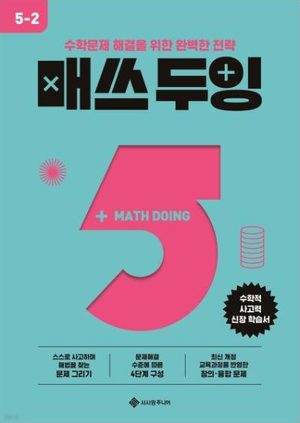 5-2
수학문제 해결을 위한 완벽한 전략
매쓰 두잉
5
+ MATH DOING
수학적
사고력
신장 학습서
스스로 사고하여
해법을 찾는
문제 그리기
문제해결
수준에 따른
4단계 구성
최신 개정
교육과정을 반영한
창의·융합 문제
시사랑주니어